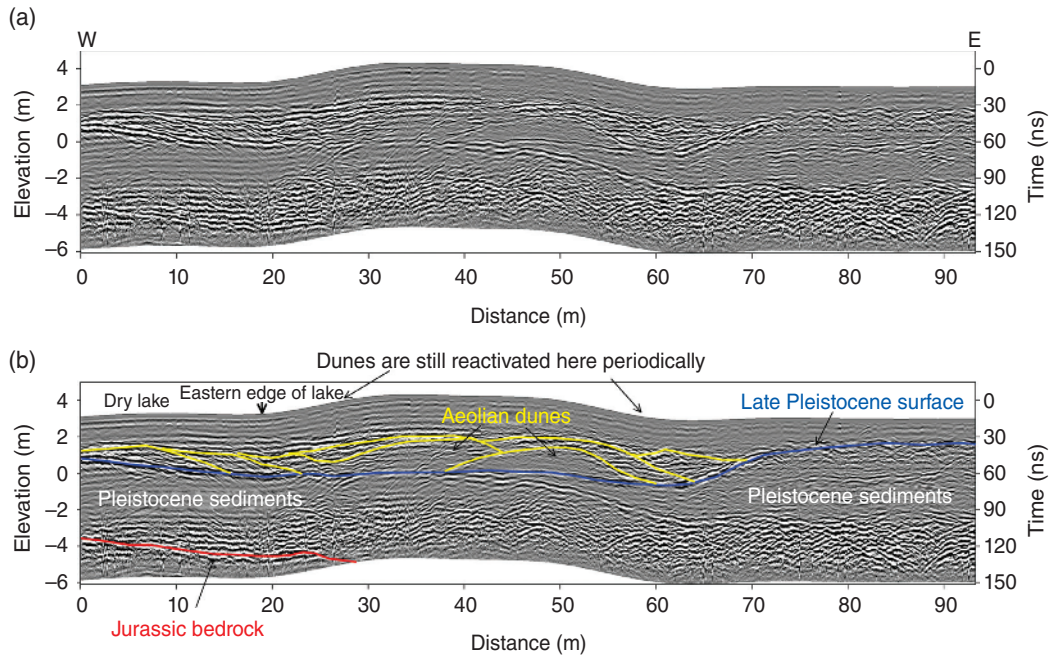 (a)
W
E
4
2
0
−2
−4
−6
Elevation (m)
0
30
60
90
120
150
Time (ns)
0
10
20
30
40
50
60
70
80
90
Distance (m)
(b)
Dunes are still reactivated here periodically
Dry lake
Eastern edge of lake
Aeolian dunes
Late Pleistocene surface
Pleistocene sediments
Pleistocene sediments
Jurassic bedrock
4
2
0
−2
−4
−6
Elevation (m)
0
30
60
90
120
150
Time (ns)
0
10
20
30
40
50
60
70
80
90
Distance (m)